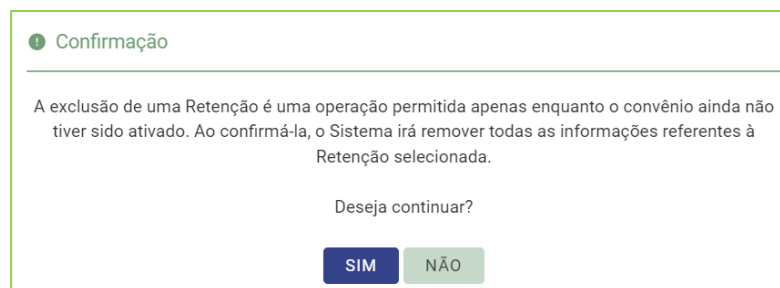 Confirmação
A exclusão de uma Retenção é uma operação permitida apenas enquanto o convênio ainda não
tiver sido ativado. Ao confirmá-la, o Sistema irá remover todas as informações referentes à
Retenção selecionada.
Deseja continuar?
SIM NÃO